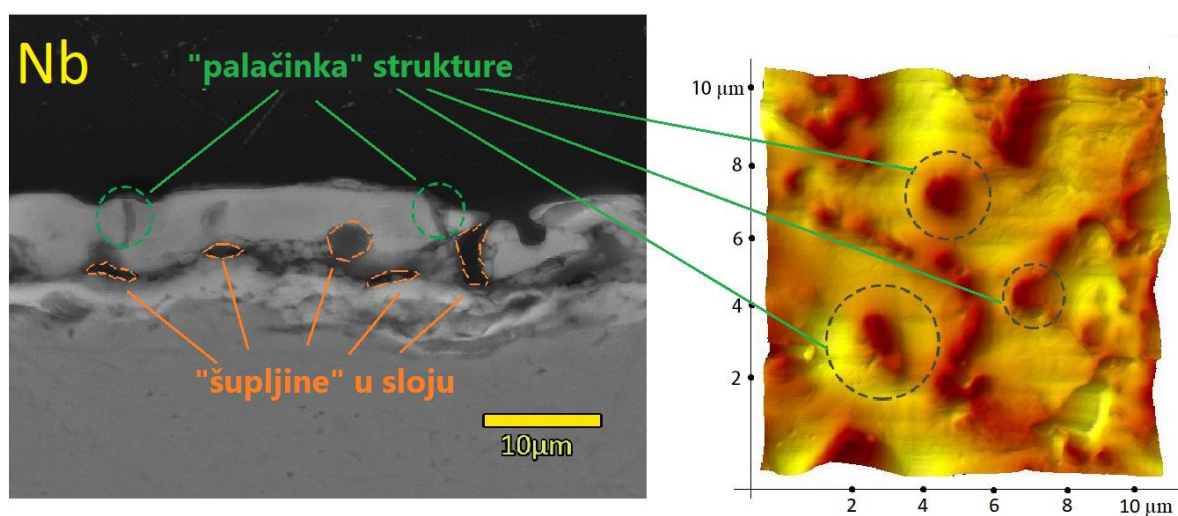 Nb
"palačinka" strukture
"šupljine" u sloju
10µm
10 µm
8
6
4
2
2 4 6 8 10 µm